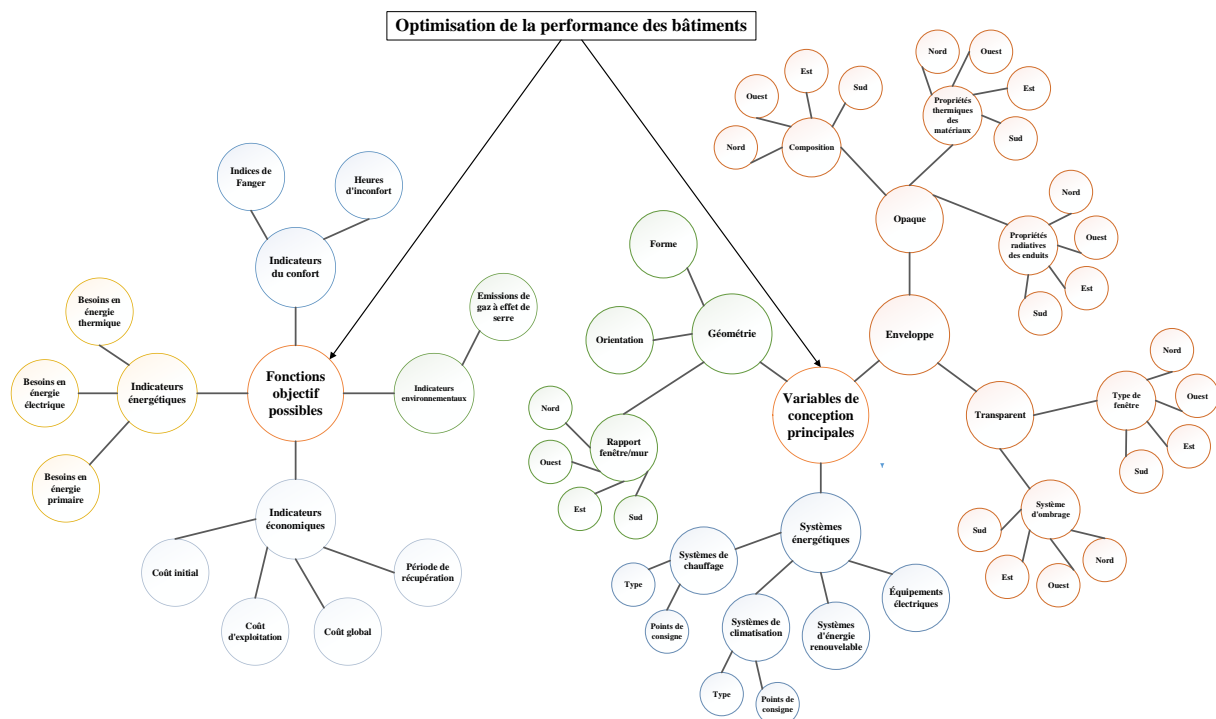 Optimisation de la performance des bâtiments
Indices de
Fanger
Heures
d'inconfort
Indicateurs
du confort
Besoins en
énergie
thermique
Besoins en
énergie
électrique
Besoins en
énergie
primaire
Indicateurs
énergétiques
Fonctions
objectif
possibles
Emissions de
gaz à effet de
serre
Indicateurs
environnementaux
Indicateurs
économiques
Coût initial
Coût
d'exploitation
Coût global
Période de
récupération
Variables de
conception
principales
Géométrie
Forme
Orientation
Rapport
fenêtre/mur
Nord
Ouest
Est
Sud
Systèmes
énergétiques
Systèmes de
chauffage
Type
Points de
consigne
Systèmes de
climatisation
Type
Points de
consigne
Systèmes
d'énergie
renouvelable
Équipements
électriques
Enveloppe
Opaque
Composition
Nord
Ouest
Est
Sud
Propriétés
thermiques
des
matériaux
Nord
Ouest
Est
Sud
Propriétés
radiatives
des enduits
Nord
Ouest
Est
Sud
Transparent
Type de
fenêtre
Nord
Ouest
Est
Sud
Système
d'ombrage
Sud
Est
Ouest
Nord